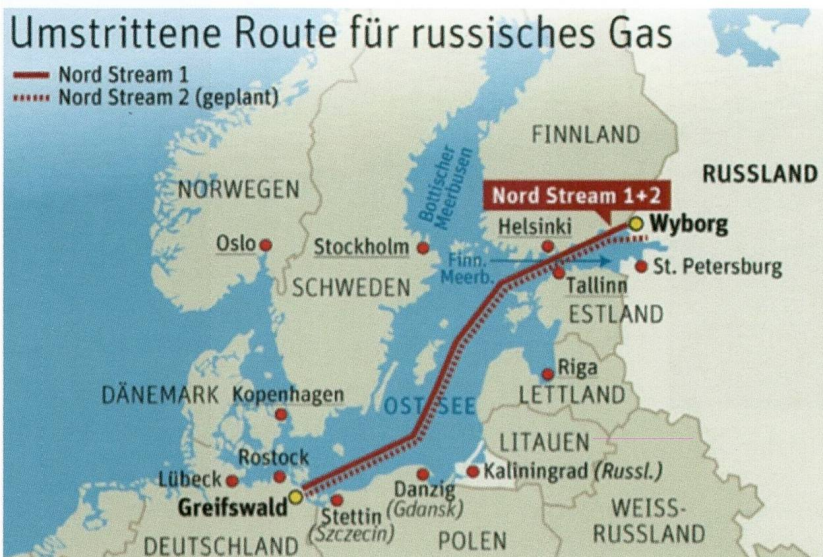 Umstrittene Route für russisches Gas
Nord Stream 1
Nord Stream 2 (geplant)
FINNLAND
RUSSLAND
Bottischer
Meerbusen
NORWEGEN
Nord Stream 1+2
Wyborg
Helsinki
Oslo
Stockholm
Finn.
Meerb.
St. Petersburg
SCHWEDEN
Tallinn
ESTLAND
Riga
DÄNEMARK
Kopenhagen
OSTSEE
LETTLAND
LITAUEN
Rostock
Lübeck
Kaliningrad (Russl.)
Greifswald
Danzig
(Gdansk)
Stettin
(Szczecin)
WEISS-
RUSSLAND
DEUTSCHLAND
POLEN